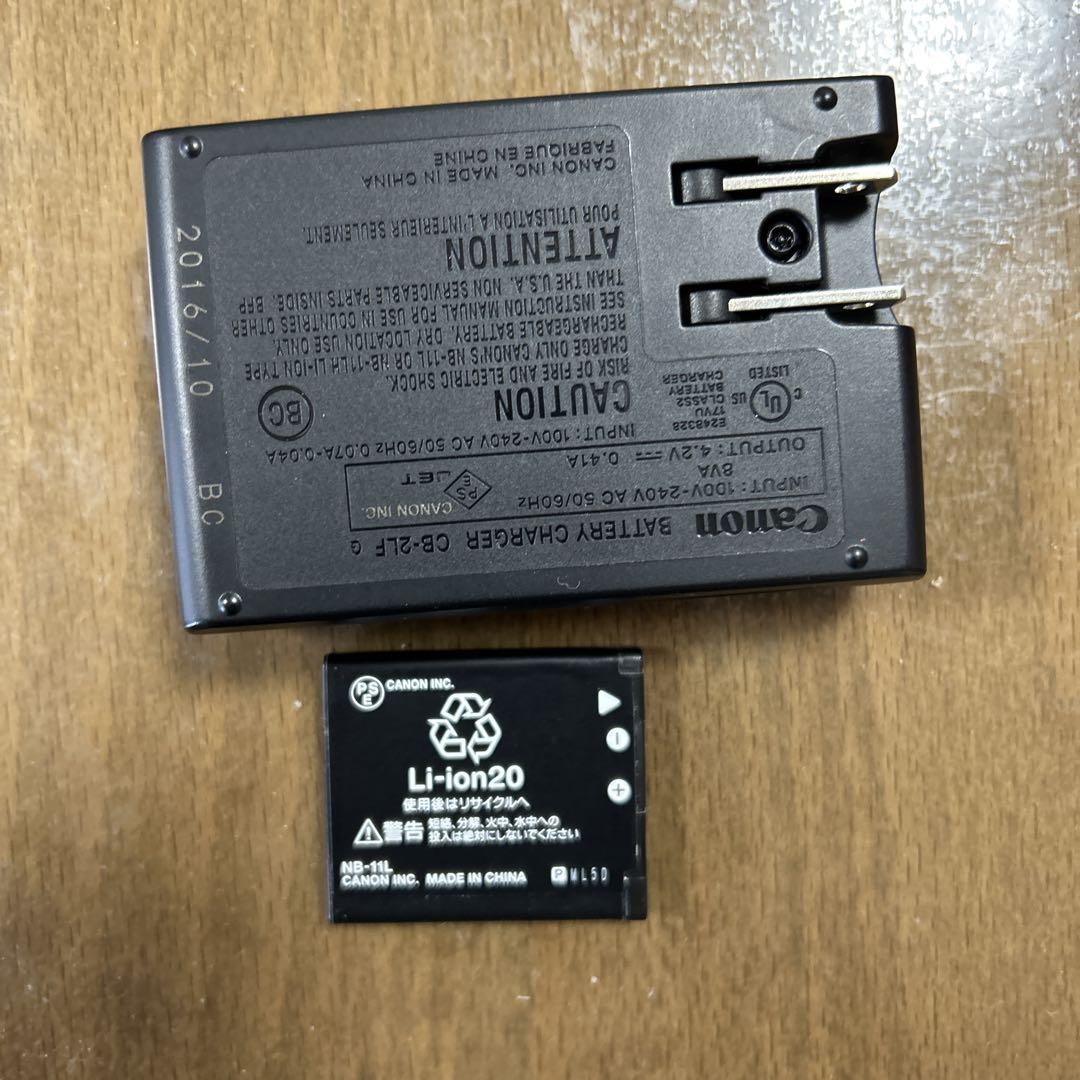 Canon BATTERY CHARGER CB-2LF G
INPUT : 100V-240V AC 50/60Hz
8VA
OUTPUT : 4.2V ⎓ 0.41A
PSE
JET
CANON INC.
INPUT : 100V-240V AC 50/60Hz 0.07A-0.04A
CAUTION
RISK OF FIRE AND ELECTRIC SHOCK.
CHARGE ONLY CANON'S NB-11L OR NB-11LH LI-ION TYPE
RECHARGEABLE BATTERY. DRY LOCATION USE ONLY.
SEE INSTRUCTION MANUAL FOR USE IN COUNTRIES OTHER
THAN THE U.S.A. NON SERVICEABLE PARTS INSIDE. BFP
ATTENTION
POUR UTILISATION A L'INTERIEUR SEULEMENT.
CANON INC. MADE IN CHINA
FABRIQUE EN CHINE
BC
E248328
17VU
CLASS2
BATTERY
CHARGER
C UL US
LISTED
2016/10 BC
PSE CANON INC.
Li-ion20
使用後はリサイクルへ
警告 短絡、分解、火中、水中への
投入は絶対にしないでください
NB-11L
CANON INC. MADE IN CHINA
P ML5D